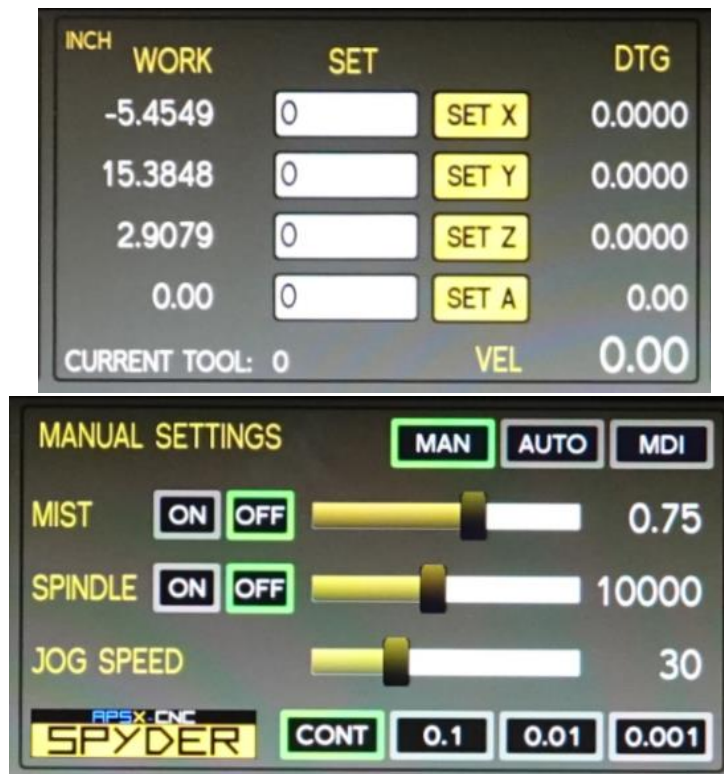 INCH WORK SET DTG
-5.4549 0 SET X 0.0000
15.3848 0 SET Y 0.0000
2.9079 0 SET Z 0.0000
0.00 0 SET A 0.00
CURRENT TOOL: 0 VEL 0.00
MANUAL SETTINGS MAN AUTO MDI
MIST ON OFF 0.75
SPINDLE ON OFF 10000
JOG SPEED 30
APSX-CNC
SPYDER CONT 0.1 0.01 0.001